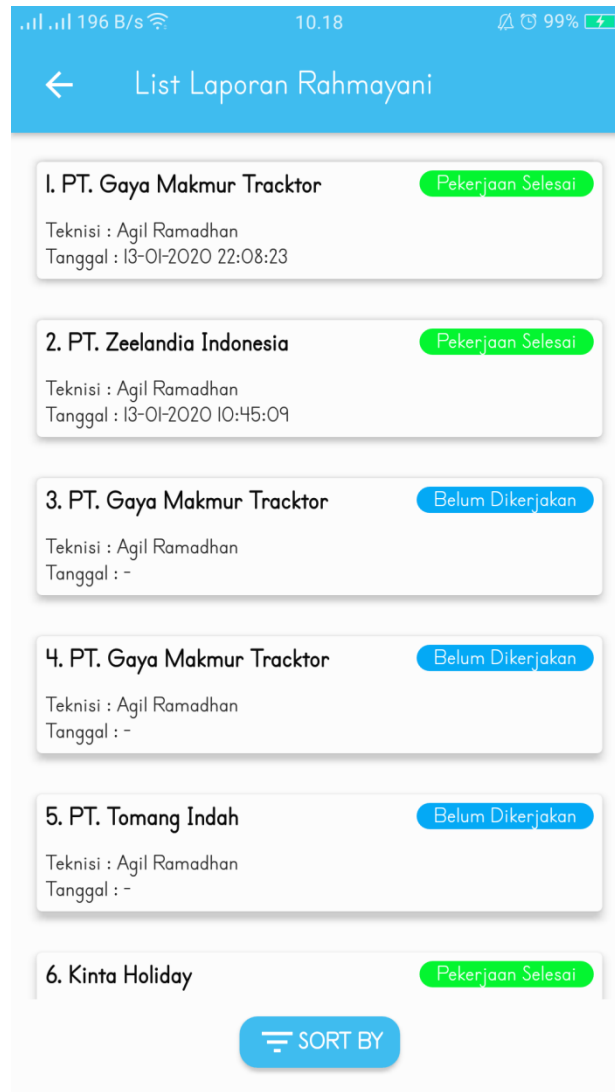 196 B/s 10.18 99%
List Laporan Rahmayani
1. PT. Gaya Makmur Tracktor Pekerjaan Selesai
Teknisi : Agil Ramadhan
Tanggal : 13-01-2020 22:08:23
2. PT. Zeelandia Indonesia Pekerjaan Selesai
Teknisi : Agil Ramadhan
Tanggal : 13-01-2020 10:45:09
3. PT. Gaya Makmur Tracktor Belum Dikerjakan
Teknisi : Agil Ramadhan
Tanggal : -
4. PT. Gaya Makmur Tracktor Belum Dikerjakan
Teknisi : Agil Ramadhan
Tanggal : -
5. PT. Tomang Indah Belum Dikerjakan
Teknisi : Agil Ramadhan
Tanggal : -
6. Kinta Holiday Pekerjaan Selesai
SORT BY